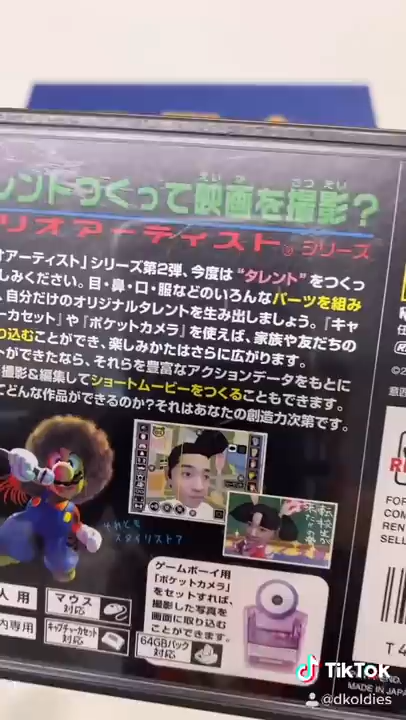 レントつくって映画を撮影?
えい が
さつ えい
リオアーティスト® シリーズ
オアーティスト」シリーズ第2弾、今度は“タレント”をつくっ
しみください。目・鼻・口・服などのいろんなパーツを組み
、自分だけのオリジナルタレントを生み出しましょう。『キャ
ーカセット』や『ポケットカメラ』を使えば、家族や友だちの
り込むことができ、楽しみかたはさらに広がります。
トができたなら、それらを豊富なアクションデータをもとに
撮影&編集してショートムービーをつくることもできます。
てどんな作品ができるのか?それはあなたの創造力次第です。
それとも
スタイリスト?
人用
マウス
対応
内専用
キャプチャーカセット
対応
64GBパック
対応
ゲームボーイ用
「ポケットカメラ」
をセットすれば、
撮影した写真を
画面に取り込む
ことができます。
FOR
COM
REN
T 4
MADE IN JAPA
TikTok
@dkoldies